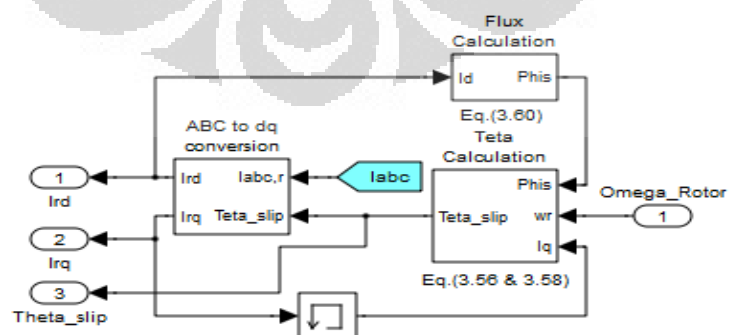 Flux
Calculation
Id Phis
Eq.(3.60)
ABC to dq
conversion
Ird Iabc,r
Irq Teta_slip
Iabc
Teta
Calculation
Phis
Teta_slip wr
Iq
Eq.(3.56 & 3.58)
Omega_Rotor
1
1
Ird
2
Irq
3
Theta_slip